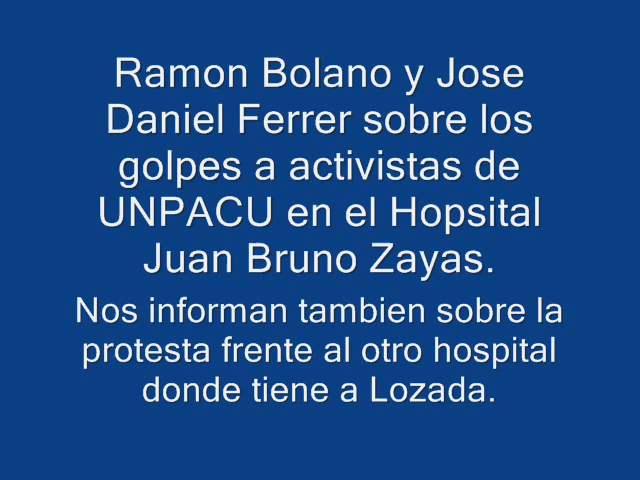 Ramon Bolano y Jose
Daniel Ferrer sobre los
golpes a activistas de
UNPACU en el Hopsital
Juan Bruno Zayas.
Nos informan tambien sobre la
protesta frente al otro hospital
donde tiene a Lozada.